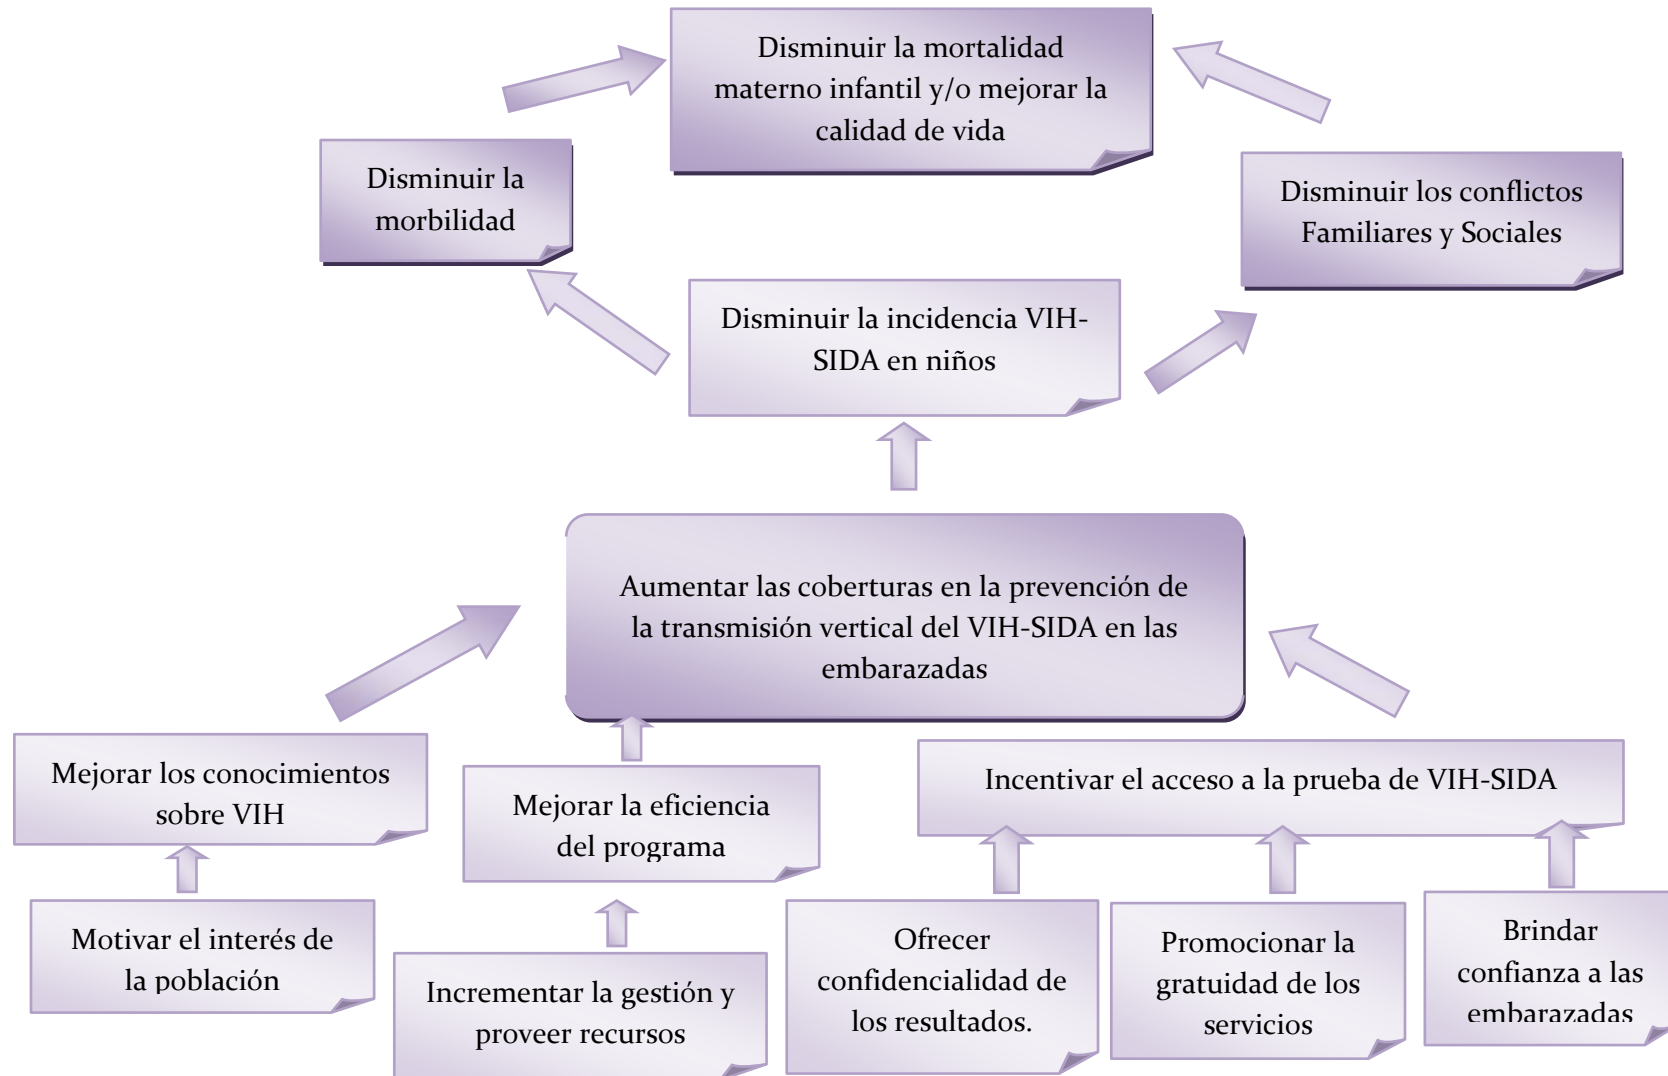 Disminuir la mortalidad
materno infantil y/o mejorar la
calidad de vida
Disminuir la
morbilidad
Disminuir los conflictos
Familiares y Sociales
Disminuir la incidencia VIH-
SIDA en niños
Aumentar las coberturas en la prevención de
la transmisión vertical del VIH-SIDA en las
embarazadas
Mejorar los conocimientos
sobre VIH
Mejorar la eficiencia
del programa
Incentivar el acceso a la prueba de VIH-SIDA
Motivar el interés de
la población
Incrementar la gestión y
proveer recursos
Ofrecer
confidencialidad de
los resultados.
Promocionar la
gratuidad de los
servicios
Brindar
confianza a las
embarazadas